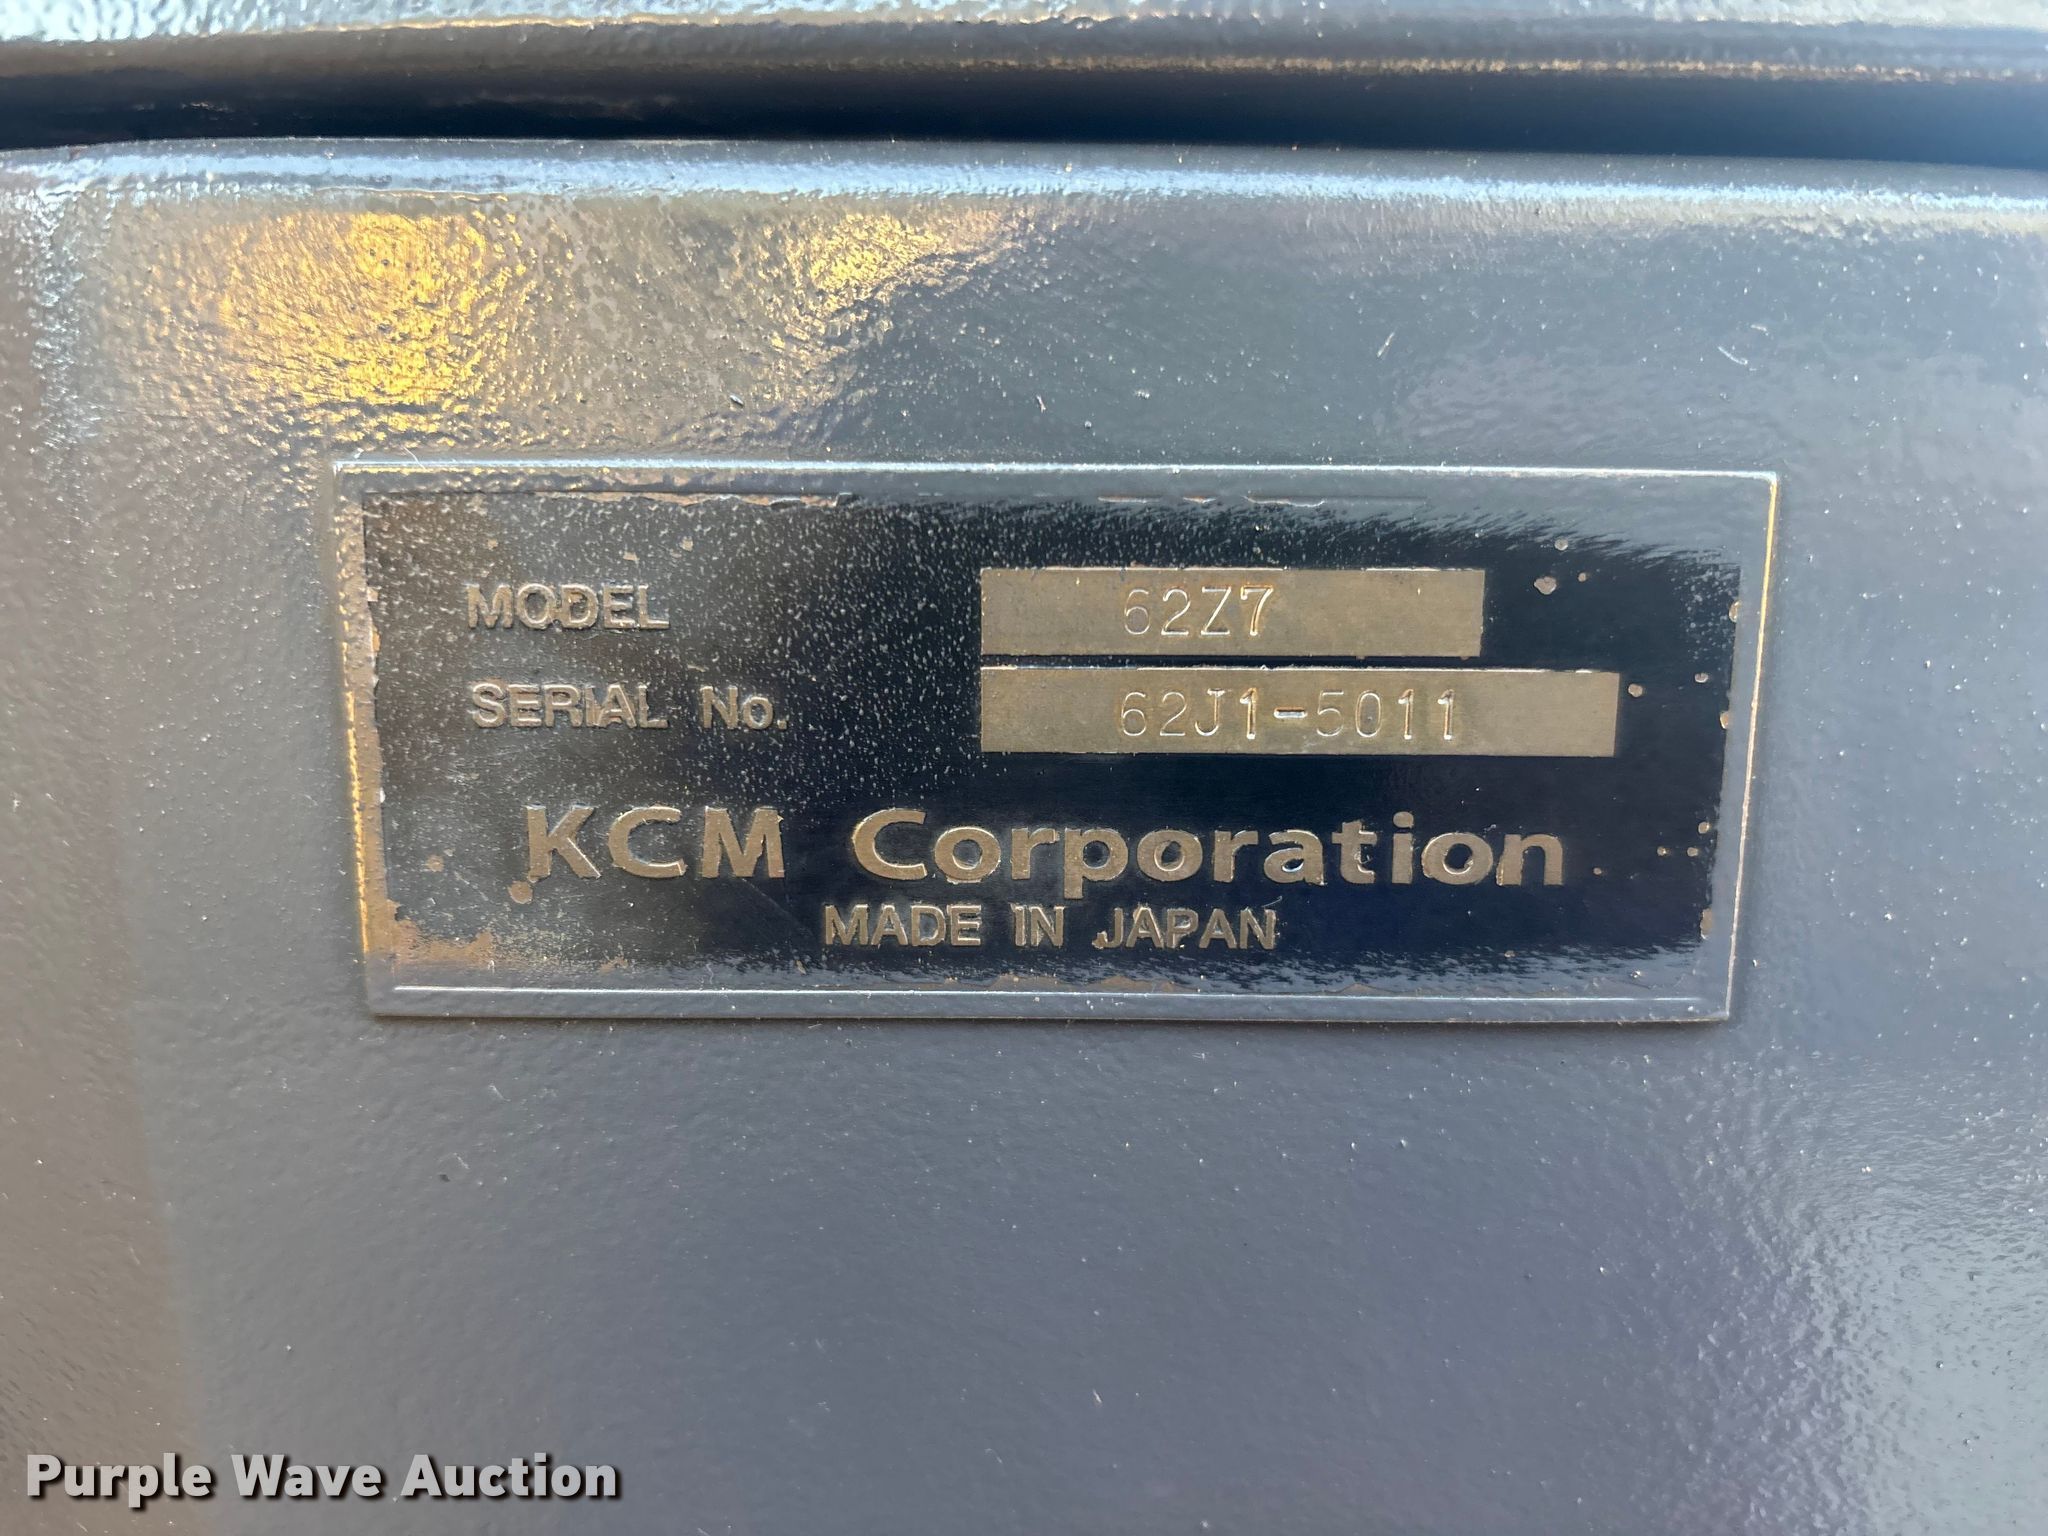 MODEL 62Z7
SERIAL No. 62J1-5011
KCM Corporation
MADE IN JAPAN
Purple Wave Auction